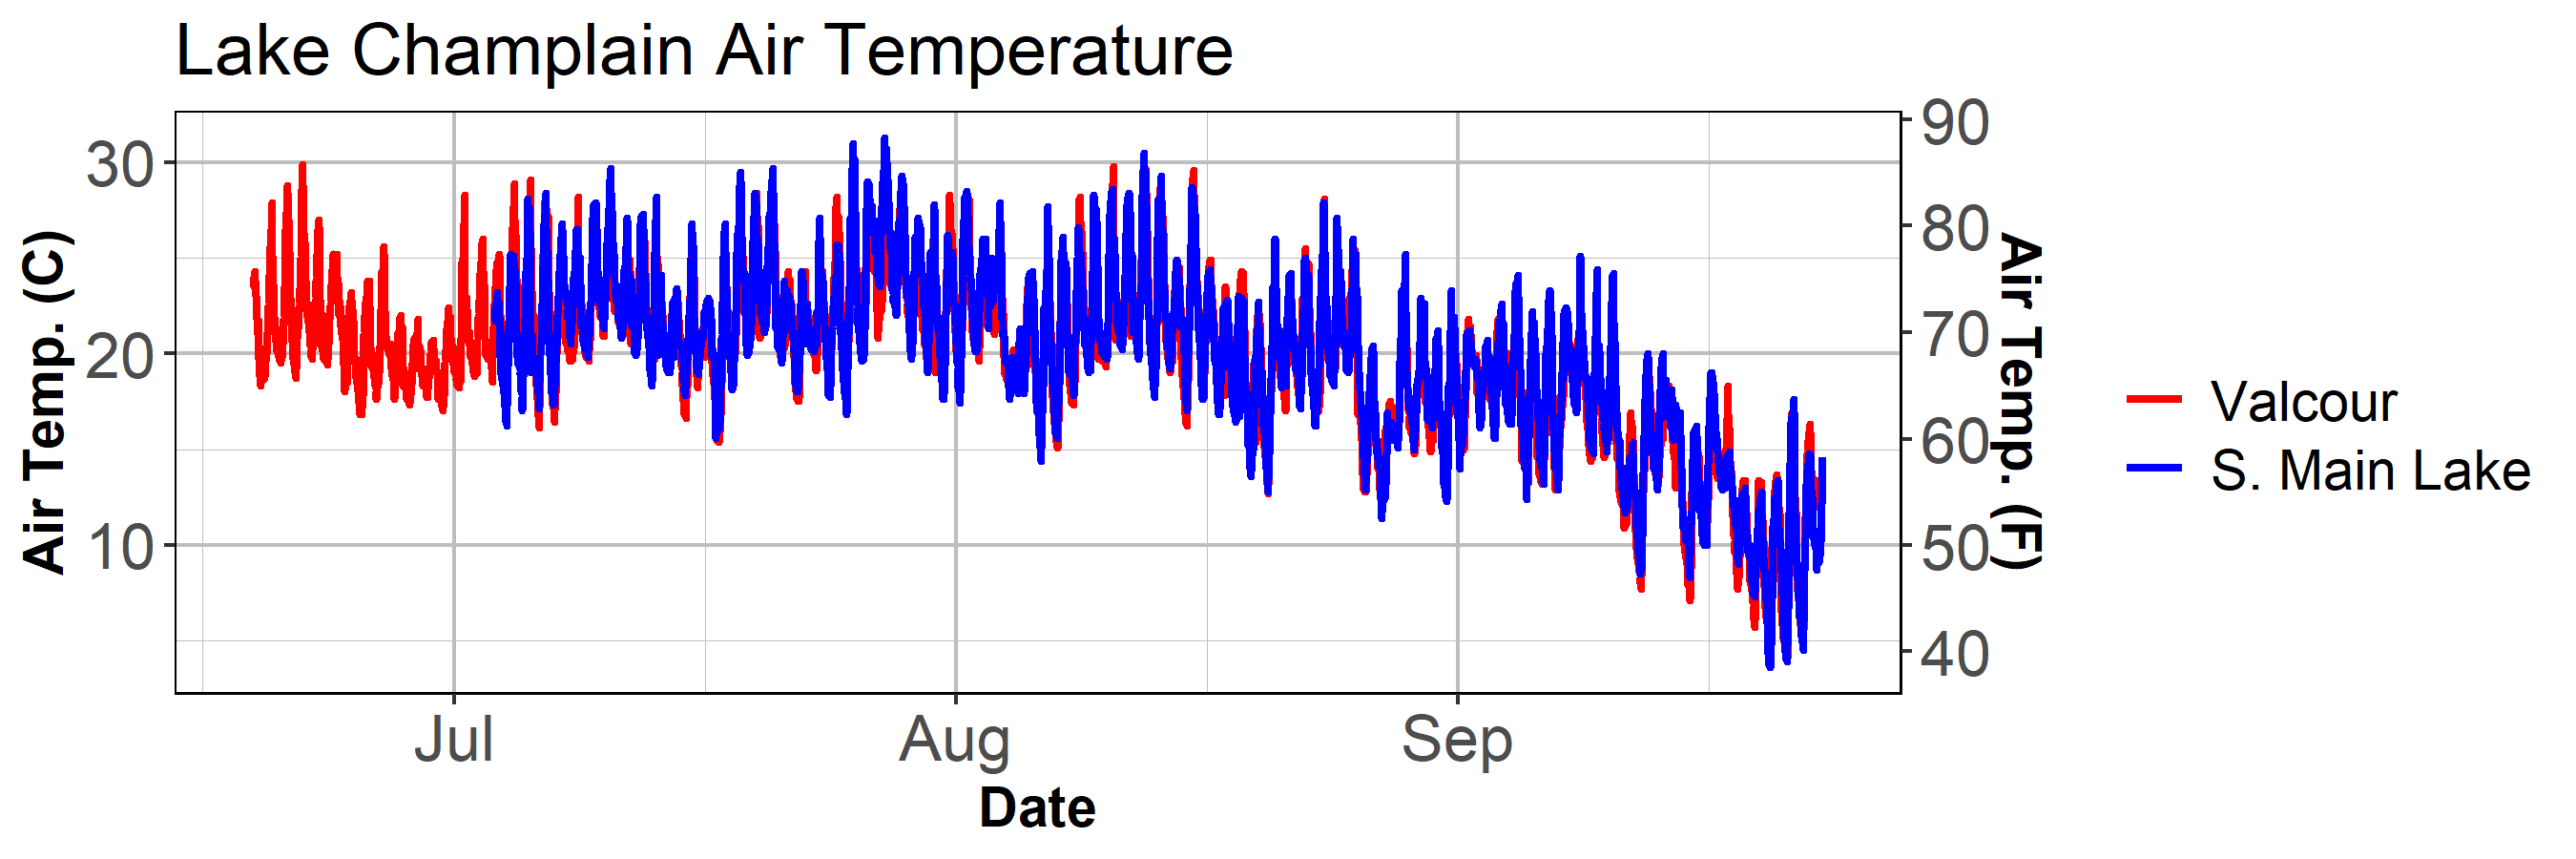 Lake Champlain Air Temperature
Air Temp. (C)
30
20
10
90
80
70
60
50
40
Air Temp. (F)
Jul
Aug
Sep
Date
Valcour
S. Main Lake